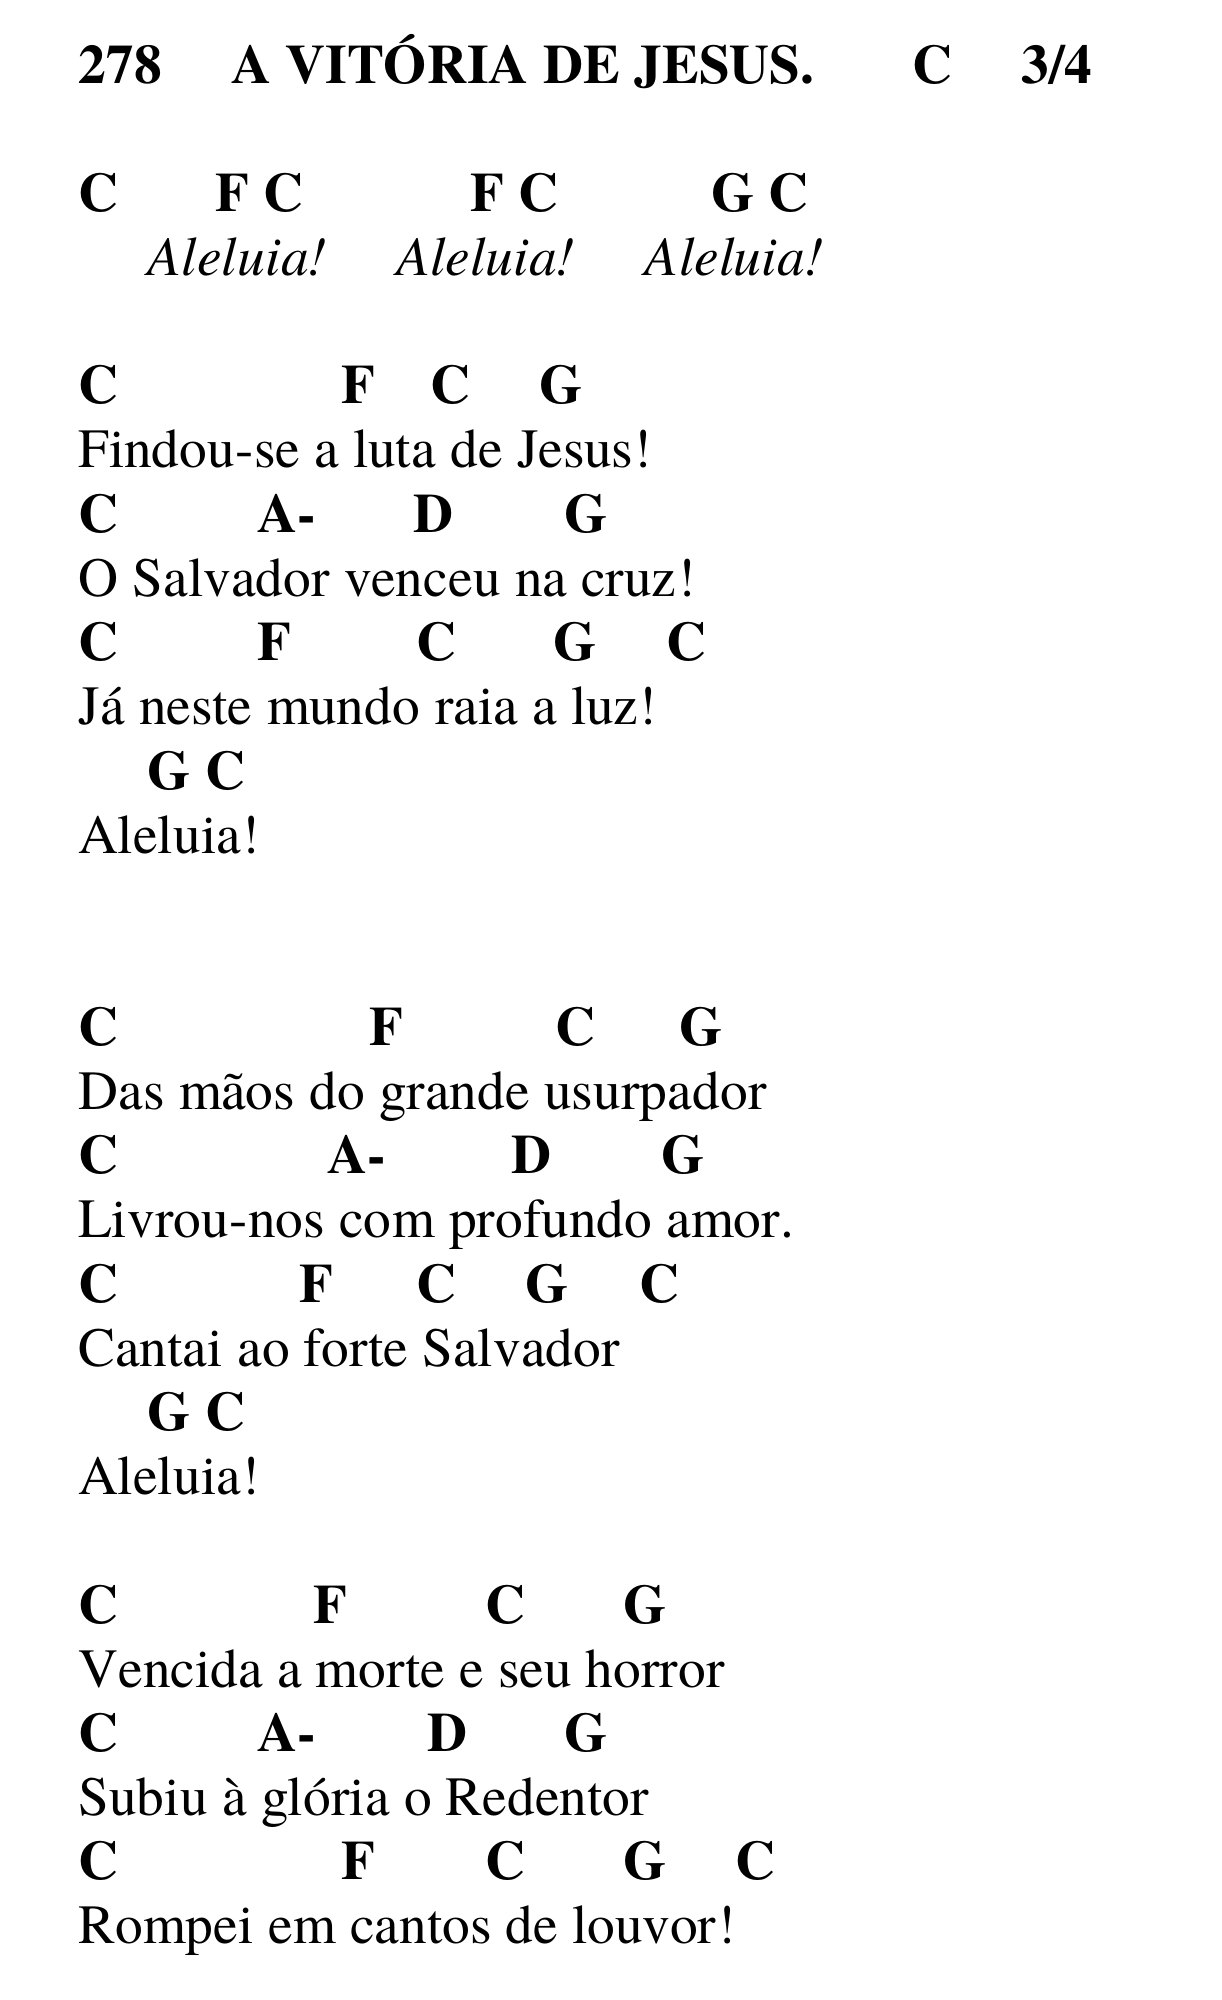 278 A VITÓRIA DE JESUS. C 3/4
C F C F C G C
Aleluia! Aleluia! Aleluia!
C F C G
Findou-se a luta de Jesus!
C A- D G
O Salvador venceu na cruz!
C F C G C
Já neste mundo raia a luz!
G C
Aleluia!
C F C G
Das mãos do grande usurpador
C A- D G
Livrou-nos com profundo amor.
C F C G C
Cantai ao forte Salvador
G C
Aleluia!
C F C G
Vencida a morte e seu horror
C A- D G
Subiu à glória o Redentor
C F C G C
Rompei em cantos de louvor!